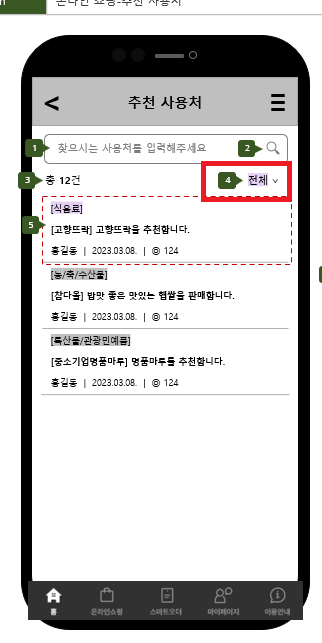 온라인 쇼핑-추천 사용처
추천 사용처
1 찾으시는 사용처를 입력해주세요 2
3 총 12건 4 전체
5 [식음료]
[고향뜨락] 고향뜨락을 추천합니다.
홍길동 | 2023.03.08. | ◎ 124
[농/축/수산물]
[참다올] 밥맛 좋은 맛있는 햅쌀을 판매합니다.
홍길동 | 2023.03.08. | ◎ 124
[특산물/관광민예품]
[중소기업명품마루] 명품마루를 추천합니다.
홍길동 | 2023.03.08. | ◎ 124
홈 온라인쇼핑 스마트오더 마이페이지 이용안내